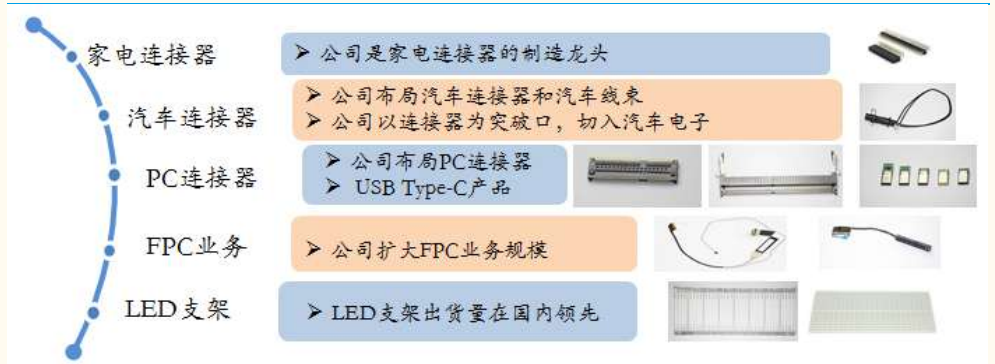 家电连接器
➢ 公司是家电连接器的制造龙头
汽车连接器
➢ 公司布局汽车连接器和汽车线束
➢ 公司以连接器为突破口，切入汽车电子
PC连接器
➢ 公司布局PC连接器
➢ USB Type-C产品
FPC业务
➢ 公司扩大FPC业务规模
LED支架
➢ LED支架出货量在国内领先